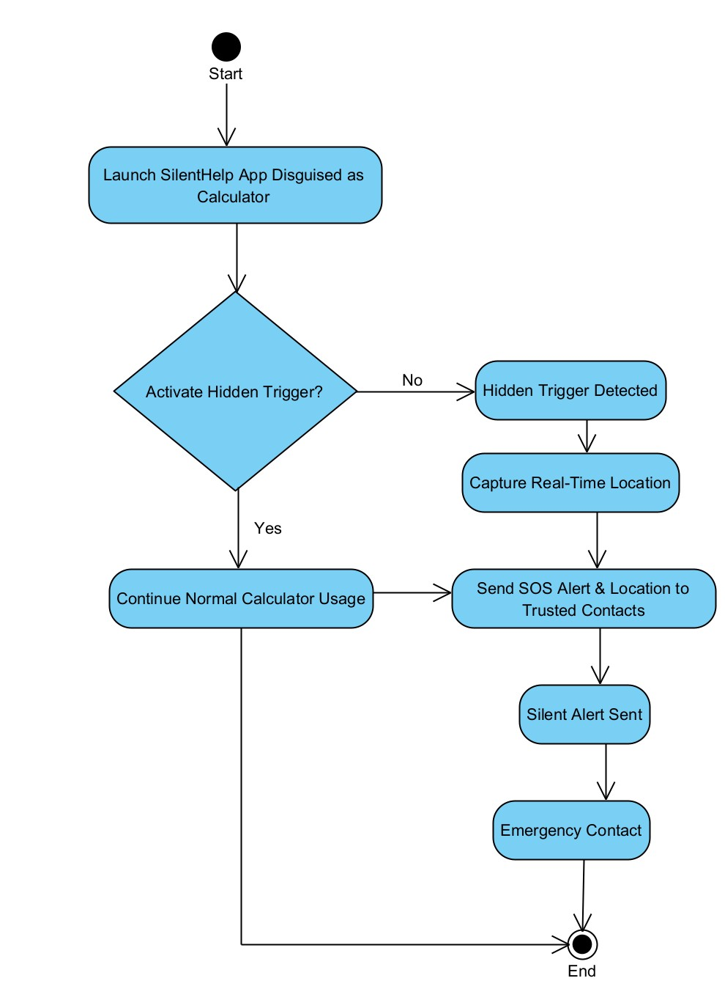 Start
Launch SilentHelp App Disguised as
Calculator
Activate Hidden Trigger?
No
Hidden Trigger Detected
Capture Real-Time Location
Yes
Continue Normal Calculator Usage
Send SOS Alert & Location to
Trusted Contacts
Silent Alert Sent
Emergency Contact
End